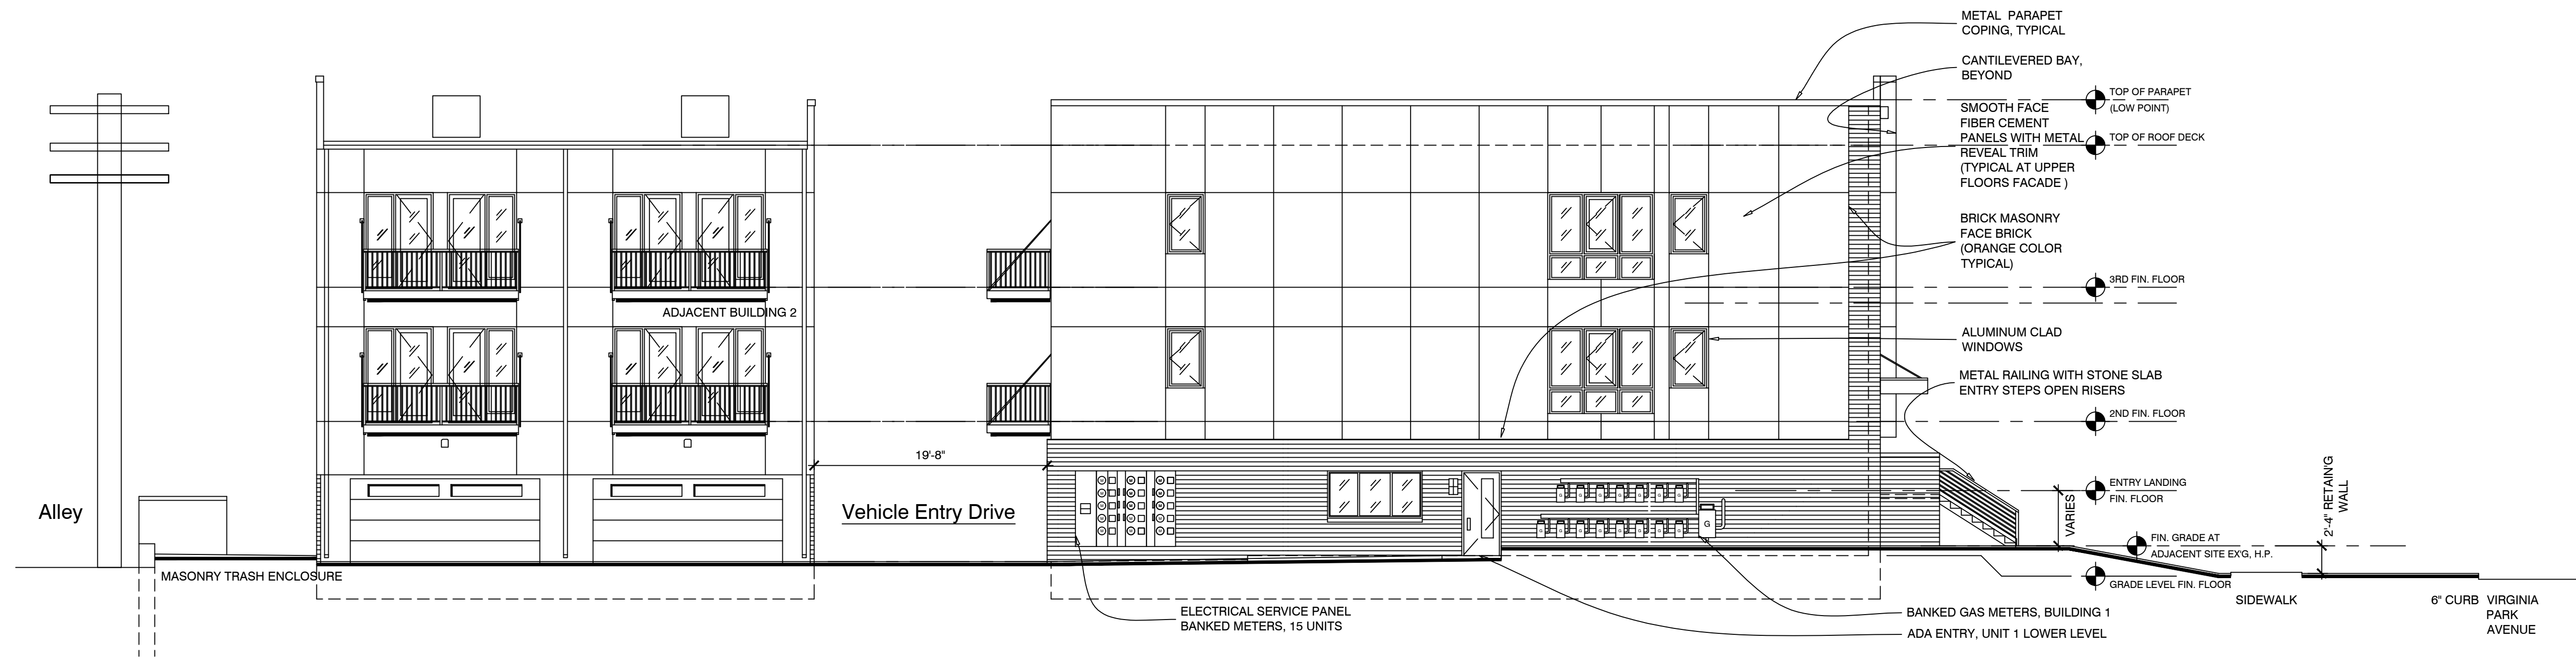 METAL PARAPET
COPING, TYPICAL
CANTILEVERED BAY,
BEYOND
SMOOTH FACE
FIBER CEMENT
PANELS WITH METAL
REVEAL TRIM
(TYPICAL AT UPPER
FLOORS FACADE )
BRICK MASONRY
FACE BRICK
(ORANGE COLOR
TYPICAL)
ALUMINUM CLAD
WINDOWS
METAL RAILING WITH STONE SLAB
ENTRY STEPS OPEN RISERS
TOP OF PARAPET
(LOW POINT)
TOP OF ROOF DECK
3RD FIN. FLOOR
2ND FIN. FLOOR
ENTRY LANDING
FIN. FLOOR
VARIES
2'-4" RETAIN'G
WALL
FIN. GRADE AT
ADJACENT SITE EX'G, H.P.
GRADE LEVEL FIN. FLOOR
SIDEWALK
6" CURB
VIRGINIA
PARK
AVENUE
ADJACENT BUILDING 2
19'-8"
Alley
Vehicle Entry Drive
G
MASONRY TRASH ENCLOSURE
ELECTRICAL SERVICE PANEL
BANKED METERS, 15 UNITS
BANKED GAS METERS, BUILDING 1
ADA ENTRY, UNIT 1 LOWER LEVEL